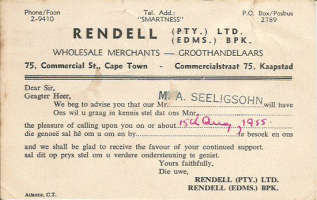 Phone/Foon
2-9410
Tel. Add.:
"SMARTNESS"
P.O. Box/Posbus
2789
RENDELL (PTY.) LTD.
(EDMS.) BPK.
WHOLESALE MERCHANTS — GROOTHANDELAARS
75, Commercial St., Cape Town - Commercialstraat 75, Kaapstad
Dear Sir,
Geagter Heer,
We beg to advise you that our Mr. M. A. SEELIGSOHN will have
Ons wil u graag in kennis stel dat ons Mnr.
the pleasure of calling upon you on or about 15th Aug, 1955.
die genoeë sal hê om u om en by to besoek en ons
and we shall be glad to receive the favour of your continued support.
sal dit op prys stel om u verdere ondersteuning te geniet.
Yours faithfully,
Die uwe,
RENDELL (PTY.) LTD.
RENDELL (EDMS.) BPK.
C.T.